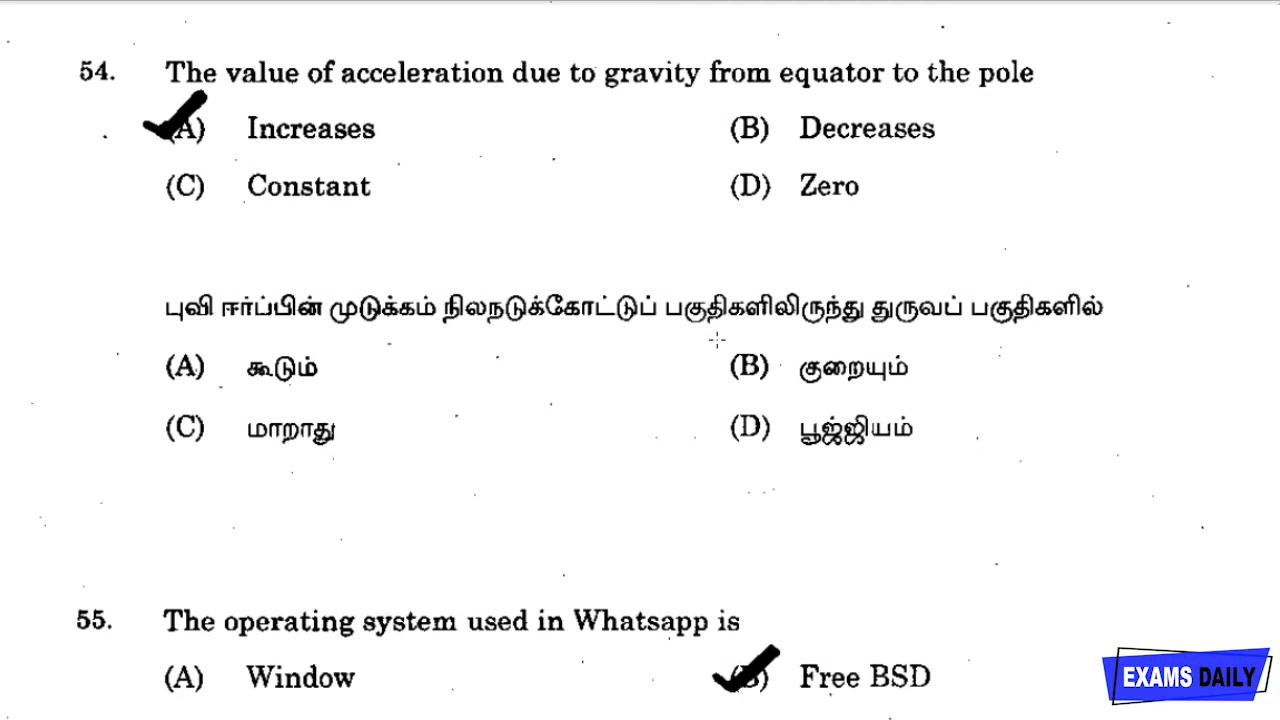 54. The value of acceleration due to gravity from equator to the pole
(A) Increases (B) Decreases
(C) Constant (D) Zero
புவி ஈர்ப்பின் முடுக்கம் நிலநடுக்கோட்டுப் பகுதிகளிலிருந்து துருவப் பகுதிகளில்
(A) கூடும் (B) குறையும்
(C) மாறாது (D) பூஜ்ஜியம்
55. The operating system used in Whatsapp is
(A) Window (B) Free BSD
EXAMS DAILY